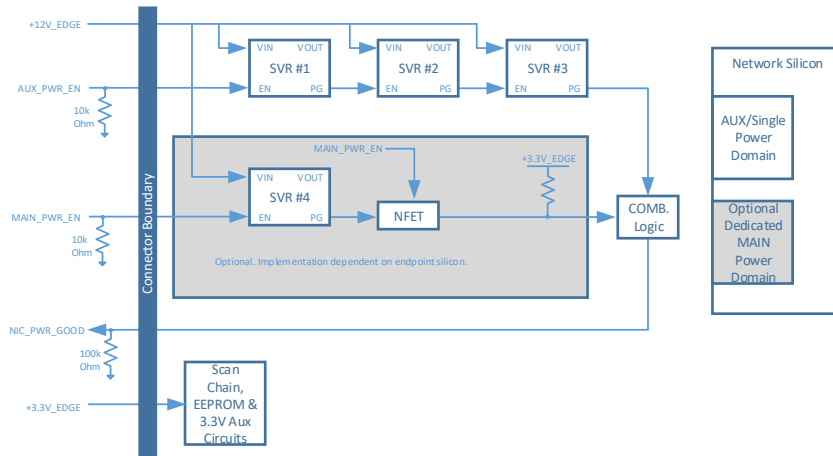 +12V_EDGE
VIN VOUT
SVR #1
EN PG
VIN VOUT
SVR #2
EN PG
VIN VOUT
SVR #3
EN PG
Network Silicon
AUX/Single
Power
Domain
Optional
Dedicated
MAIN
Power
Domain
AUX_PWR_EN
10k
Ohm
MAIN_PWR_EN
+3.3V_EDGE
VIN VOUT
SVR #4
EN PG
NFET
COMB.
Logic
MAIN_PWR_EN
10k
Ohm
Connector Boundary
Optional. Implementation dependent on endpoint silicon.
NIC_PWR_GOOD
100k
Ohm
+3.3V_EDGE
Scan
Chain,
EEPROM &
3.3V Aux
Circuits